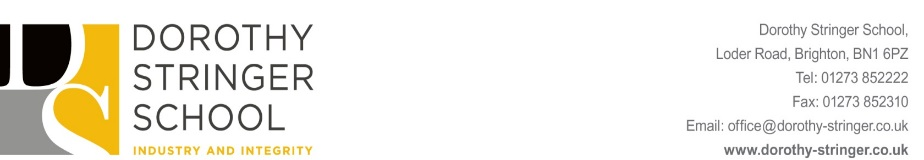 DS
DOROTHY
STRINGER
SCHOOL
INDUSTRY AND INTEGRITY
Dorothy Stringer School,
Loder Road, Brighton, BN1 6PZ
Tel: 01273 852222
Fax: 01273 852310
Email: office@dorothy-stringer.co.uk
www.dorothy-stringer.co.uk